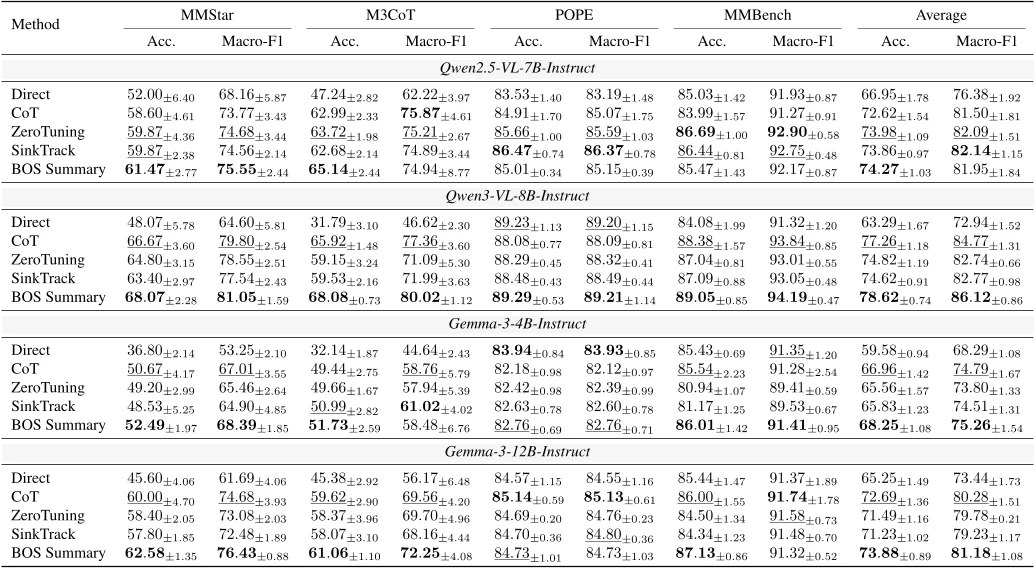 Method MMStar M3CoT POPE MMBench Average
Acc. Macro-F1 Acc. Macro-F1 Acc. Macro-F1 Acc. Macro-F1 Acc. Macro-F1
Qwen2.5-VL-7B-Instruct
Direct 52.00±6.40 68.16±5.87 47.24±2.82 62.22±3.97 83.53±1.40 83.19±1.48 85.03±1.42 91.93±0.87 66.95±1.78 76.38±1.92
CoT 58.60±4.61 73.77±3.43 62.99±2.33 75.87±4.61 84.91±1.70 85.07±1.75 83.99±1.57 91.27±0.91 72.62±1.54 81.50±1.81
ZeroTuning 59.87±4.36 74.68±3.44 63.72±1.98 75.21±2.67 85.66±1.00 85.59±1.03 86.69±1.00 92.90±0.58 73.98±1.09 82.09±1.51
SinkTrack 59.87±2.38 74.56±2.14 62.68±2.14 74.89±3.44 86.47±0.74 86.37±0.78 86.44±0.81 92.75±0.48 73.86±0.97 82.14±1.15
BOS Summary 61.47±2.77 75.55±2.44 65.14±2.44 74.94±8.77 85.01±0.34 85.15±0.39 85.47±1.43 92.17±0.87 74.27±1.03 81.95±1.84
Qwen3-VL-8B-Instruct
Direct 48.07±5.78 64.60±5.81 31.79±3.10 46.62±2.30 89.23±1.13 89.20±1.15 84.08±1.99 91.32±1.20 63.29±1.67 72.94±1.52
CoT 66.67±3.60 79.80±2.54 65.92±1.48 77.36±3.60 88.08±0.77 88.09±0.81 88.38±1.57 93.84±0.85 77.26±1.18 84.77±1.31
ZeroTuning 64.80±3.15 78.55±2.51 59.15±3.24 71.09±5.30 88.29±0.45 88.32±0.41 87.04±0.81 93.01±0.55 74.82±1.19 82.74±0.66
SinkTrack 63.40±2.97 77.54±2.43 59.53±2.16 71.99±3.63 88.48±0.43 88.49±0.44 87.09±0.88 93.05±0.48 74.62±0.91 82.77±0.98
BOS Summary 68.07±2.28 81.05±1.59 68.08±0.73 80.02±1.12 89.29±0.53 89.21±1.14 89.05±0.85 94.19±0.47 78.62±0.74 86.12±0.86
Gemma-3-4B-Instruct
Direct 36.80±2.14 53.25±2.10 32.14±1.87 44.64±2.43 83.94±0.84 83.93±0.85 85.43±0.69 91.35±1.20 59.58±0.94 68.29±1.08
CoT 50.67±4.17 67.01±3.55 49.44±2.75 58.76±5.79 82.18±0.98 82.12±0.97 85.54±2.23 91.28±2.54 66.96±1.42 74.79±1.67
ZeroTuning 49.20±2.99 65.46±2.64 49.66±1.67 57.94±5.39 82.42±0.98 82.39±0.99 80.94±1.07 89.41±0.59 65.56±1.57 73.80±1.33
SinkTrack 48.53±5.25 64.90±4.85 50.99±2.82 61.02±4.02 82.63±0.78 82.60±0.78 81.17±1.25 89.53±0.67 65.83±1.23 74.51±1.31
BOS Summary 52.49±1.97 68.39±1.85 51.73±2.59 58.48±6.76 82.76±0.69 82.76±0.71 86.01±1.42 91.41±0.95 68.25±1.08 75.26±1.54
Gemma-3-12B-Instruct
Direct 45.60±4.06 61.69±4.06 45.38±2.92 56.17±6.48 84.57±1.15 84.55±1.16 85.44±1.47 91.37±1.89 65.25±1.49 73.44±1.73
CoT 60.00±4.70 74.68±3.93 59.62±2.90 69.56±4.20 85.14±0.59 85.13±0.61 86.00±1.55 91.74±1.78 72.69±1.36 80.28±1.51
ZeroTuning 58.40±2.05 73.08±2.03 58.37±3.96 69.70±4.96 84.69±0.20 84.76±0.23 84.50±1.34 91.58±0.73 71.49±1.16 79.78±0.21
SinkTrack 57.80±1.85 72.48±1.89 58.07±3.10 68.16±4.44 84.70±0.36 84.80±0.36 84.34±1.23 91.48±0.70 71.23±1.02 79.23±1.17
BOS Summary 62.58±1.35 76.43±0.88 61.06±1.10 72.25±4.08 84.73±1.01 84.73±1.03 87.13±0.86 91.32±0.52 73.88±0.89 81.18±1.08